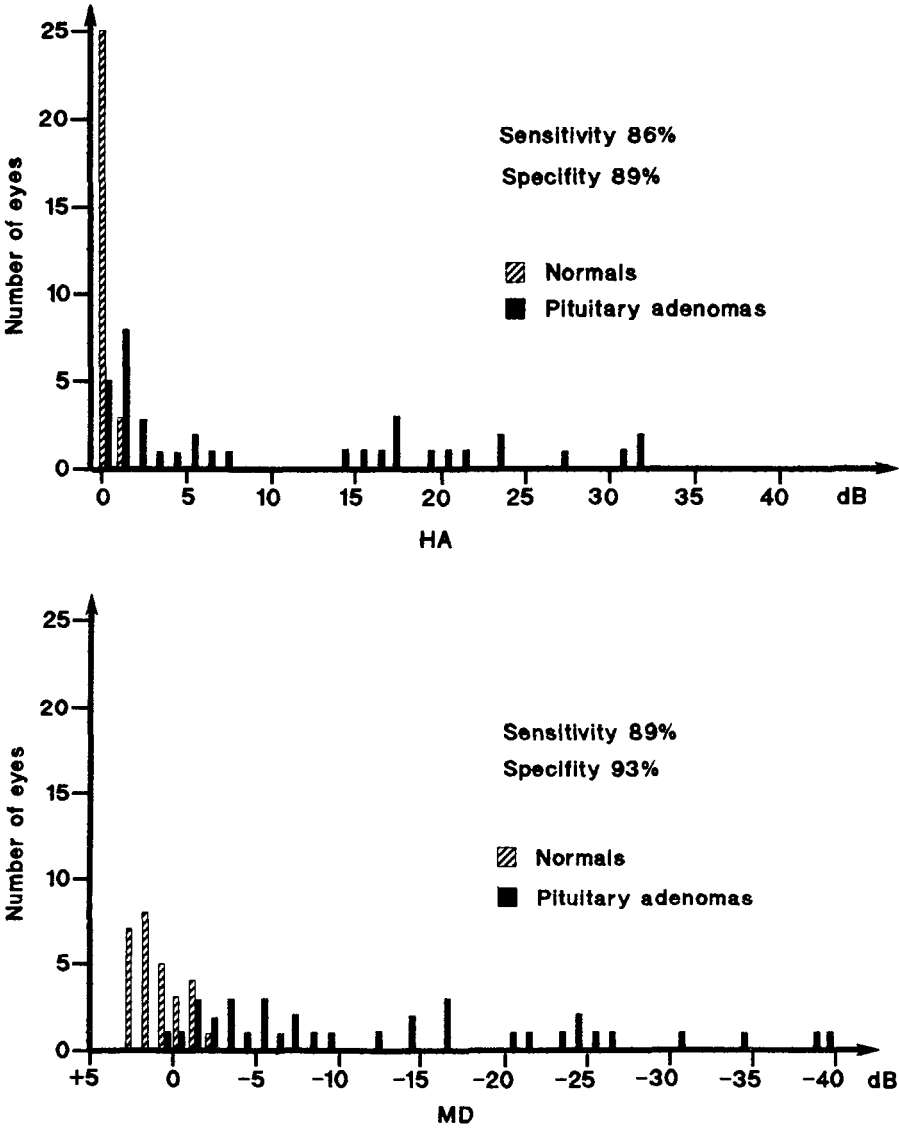 Number of eyes
25
20
15
10
5
0
Sensitivity 86%
Specifity 89%
Normals
Pituitary adenomas
0 5 10 15 20 25 30 35 40 dB
HA
Number of eyes
25
20
15
10
5
0
Sensitivity 89%
Specifity 93%
Normals
Pituitary adenomas
+5 0 -5 -10 -15 -20 -25 -30 -35 -40 dB
MD